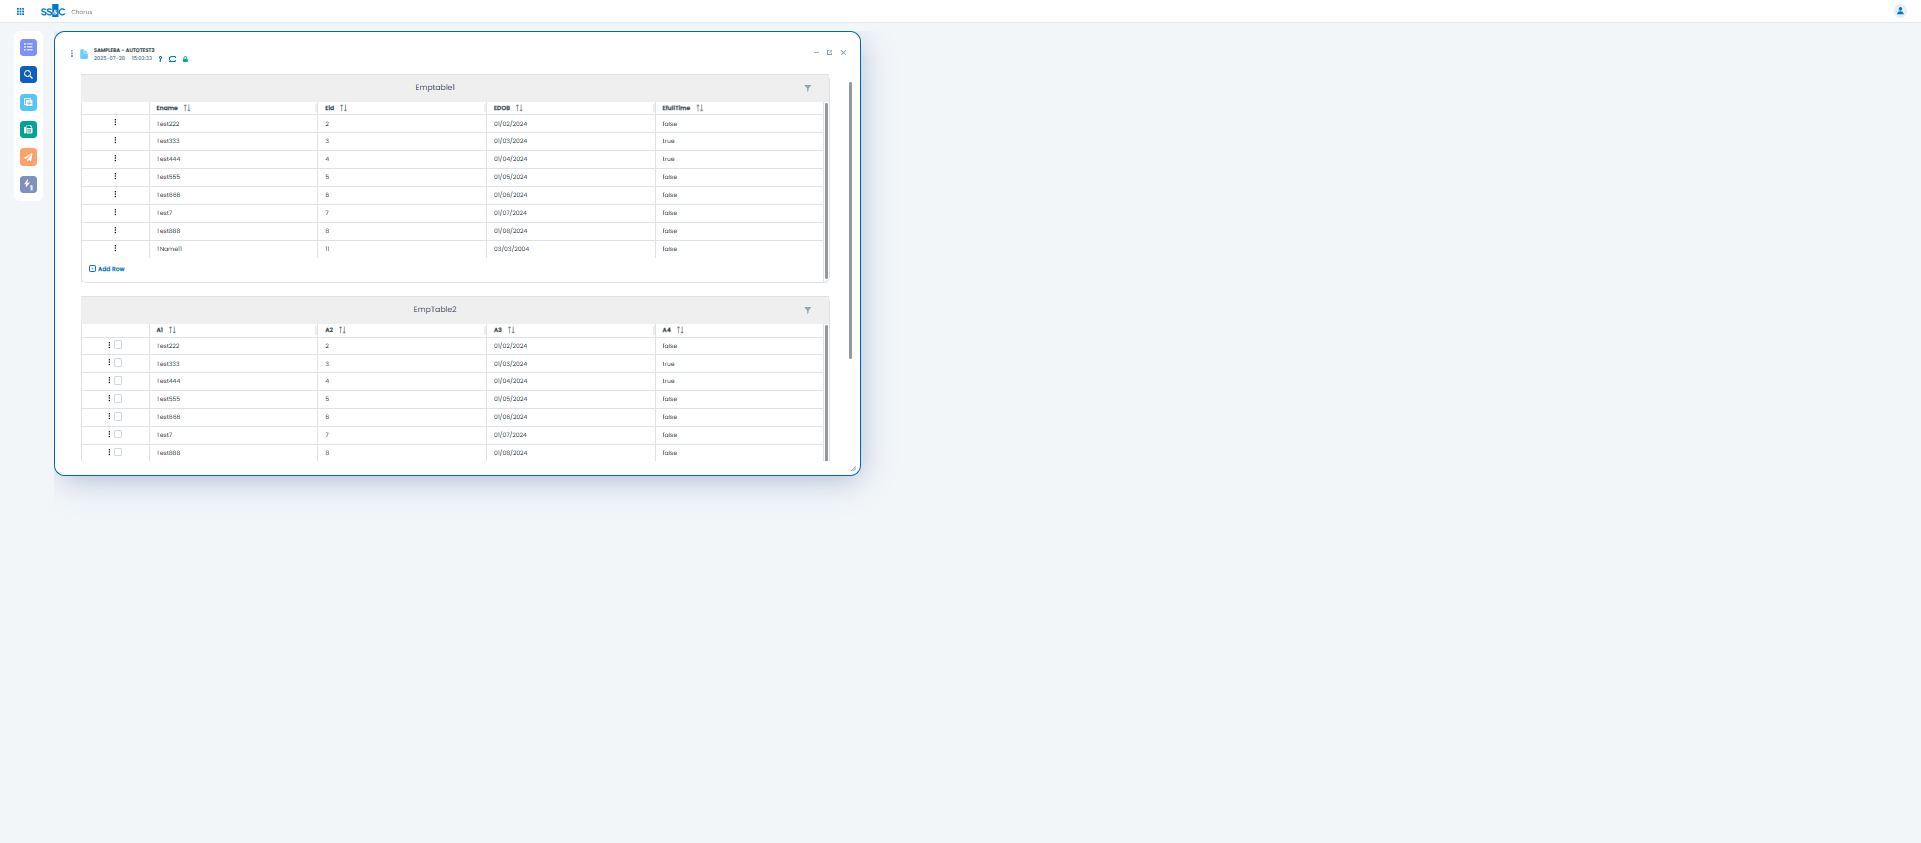 SS&C Chorus
SAMPLEBA - AUTOTEST3
2025-07-28 15:03:33
Emptable1
Ename Eid EDOB EfullTime
Test222 2 01/02/2024 false
Test333 3 01/03/2024 true
Test444 4 01/04/2024 true
Test555 5 01/05/2024 false
Test666 6 01/06/2024 false
Test7 7 01/07/2024 false
Test888 8 01/08/2024 false
TName11 11 03/03/2004 false
Add Row
EmpTable2
A1 A2 A3 A4
Test222 2 01/02/2024 false
Test333 3 01/03/2024 true
Test444 4 01/04/2024 true
Test555 5 01/05/2024 false
Test666 6 01/06/2024 false
Test7 7 01/07/2024 false
Test888 8 01/08/2024 false